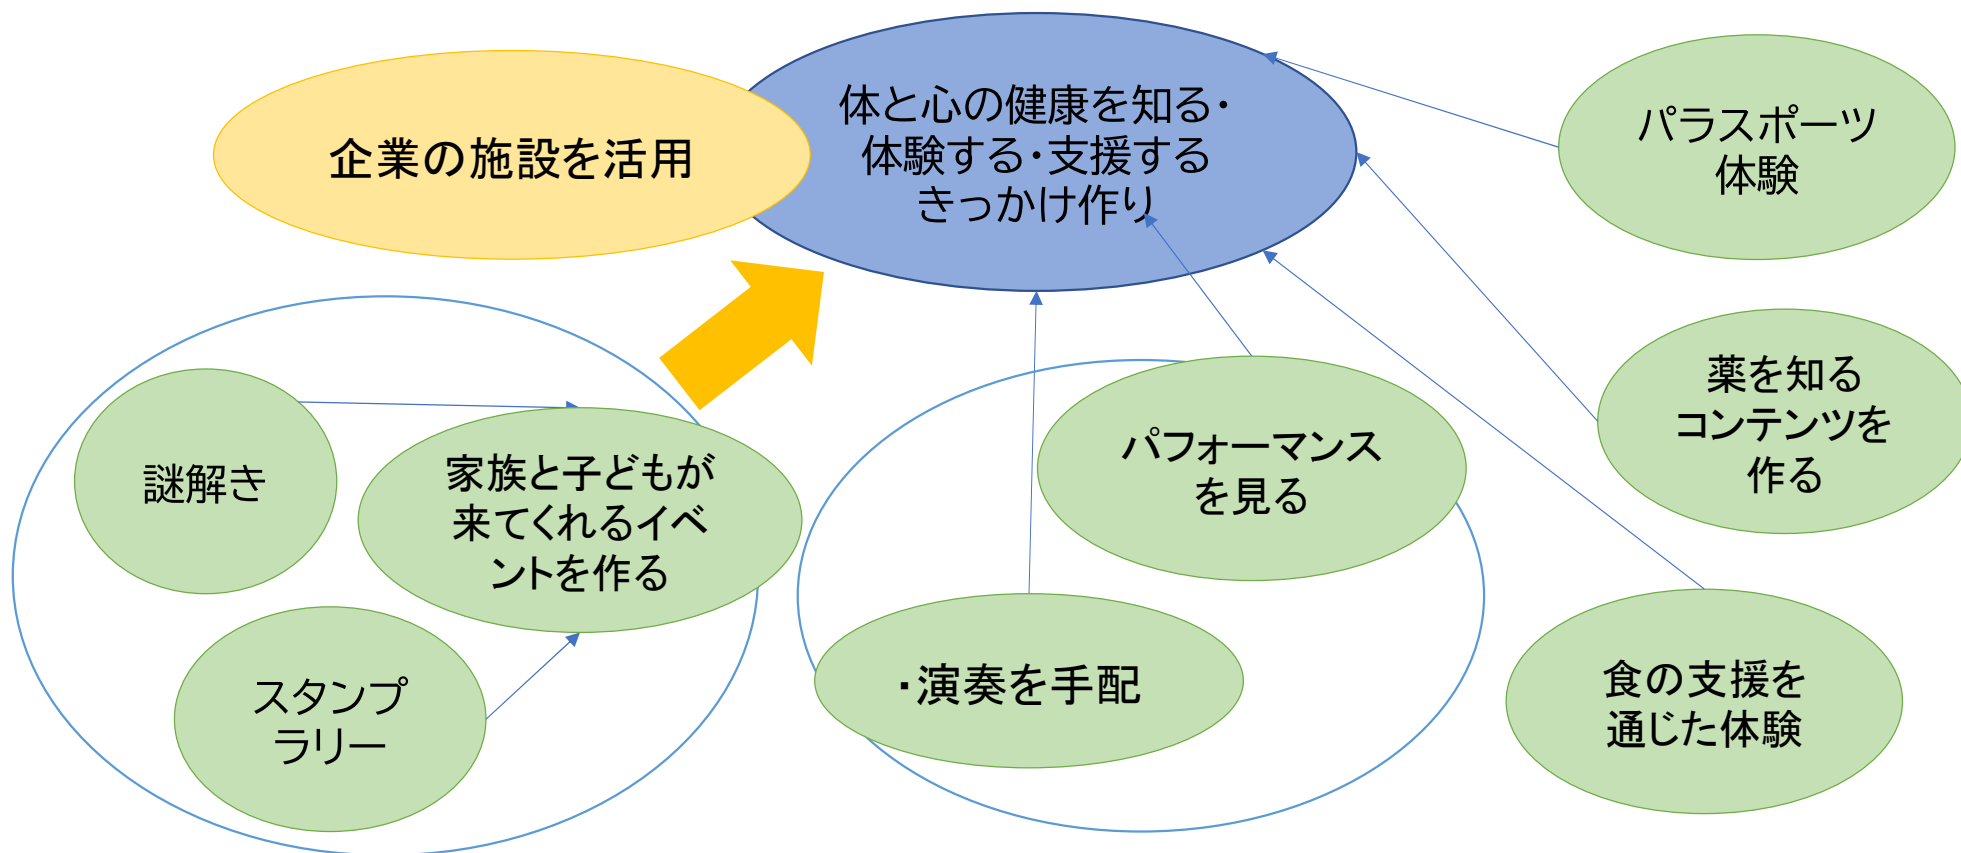 企業の施設を活用
体と心の健康を知る・
体験する・支援する
きっかけ作り
パラスポーツ
体験
薬を知る
コンテンツを
作る
謎解き
家族と子どもが
来てくれるイベ
ントを作る
パフォーマンス
を見る
スタンプ
ラリー
・演奏を手配
食の支援を
通じた体験